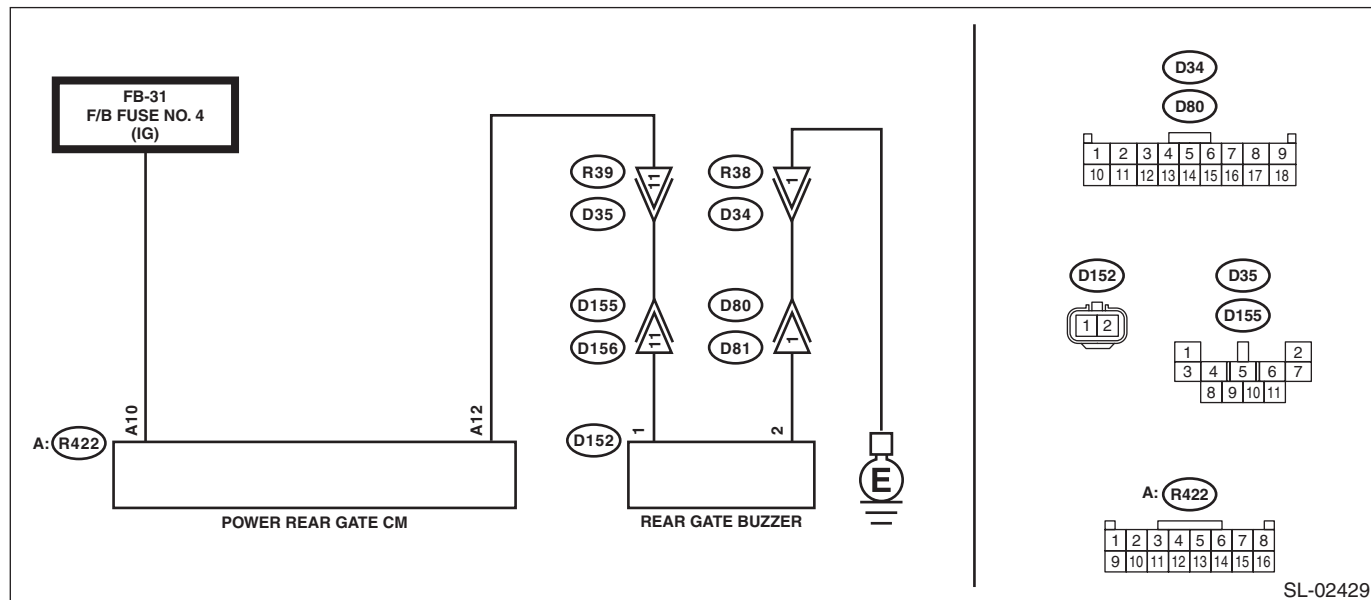 FB-31
F/B FUSE NO. 4
(IG)
R39
11
D35
R38
1
D34
D155
D156
11
D80
D81
1
A10
A12
A: R422
D152
1
2
E
POWER REAR GATE CM
REAR GATE BUZZER
D34
D80
1 2 3 4 5 6 7 8 9
10 11 12 13 14 15 16 17 18
D152
1 2
D35
D155
1 2
3 4 5 6 7
8 9 10 11
A: R422
1 2 3 4 5 6 7 8
9 10 11 12 13 14 15 16
SL-02429